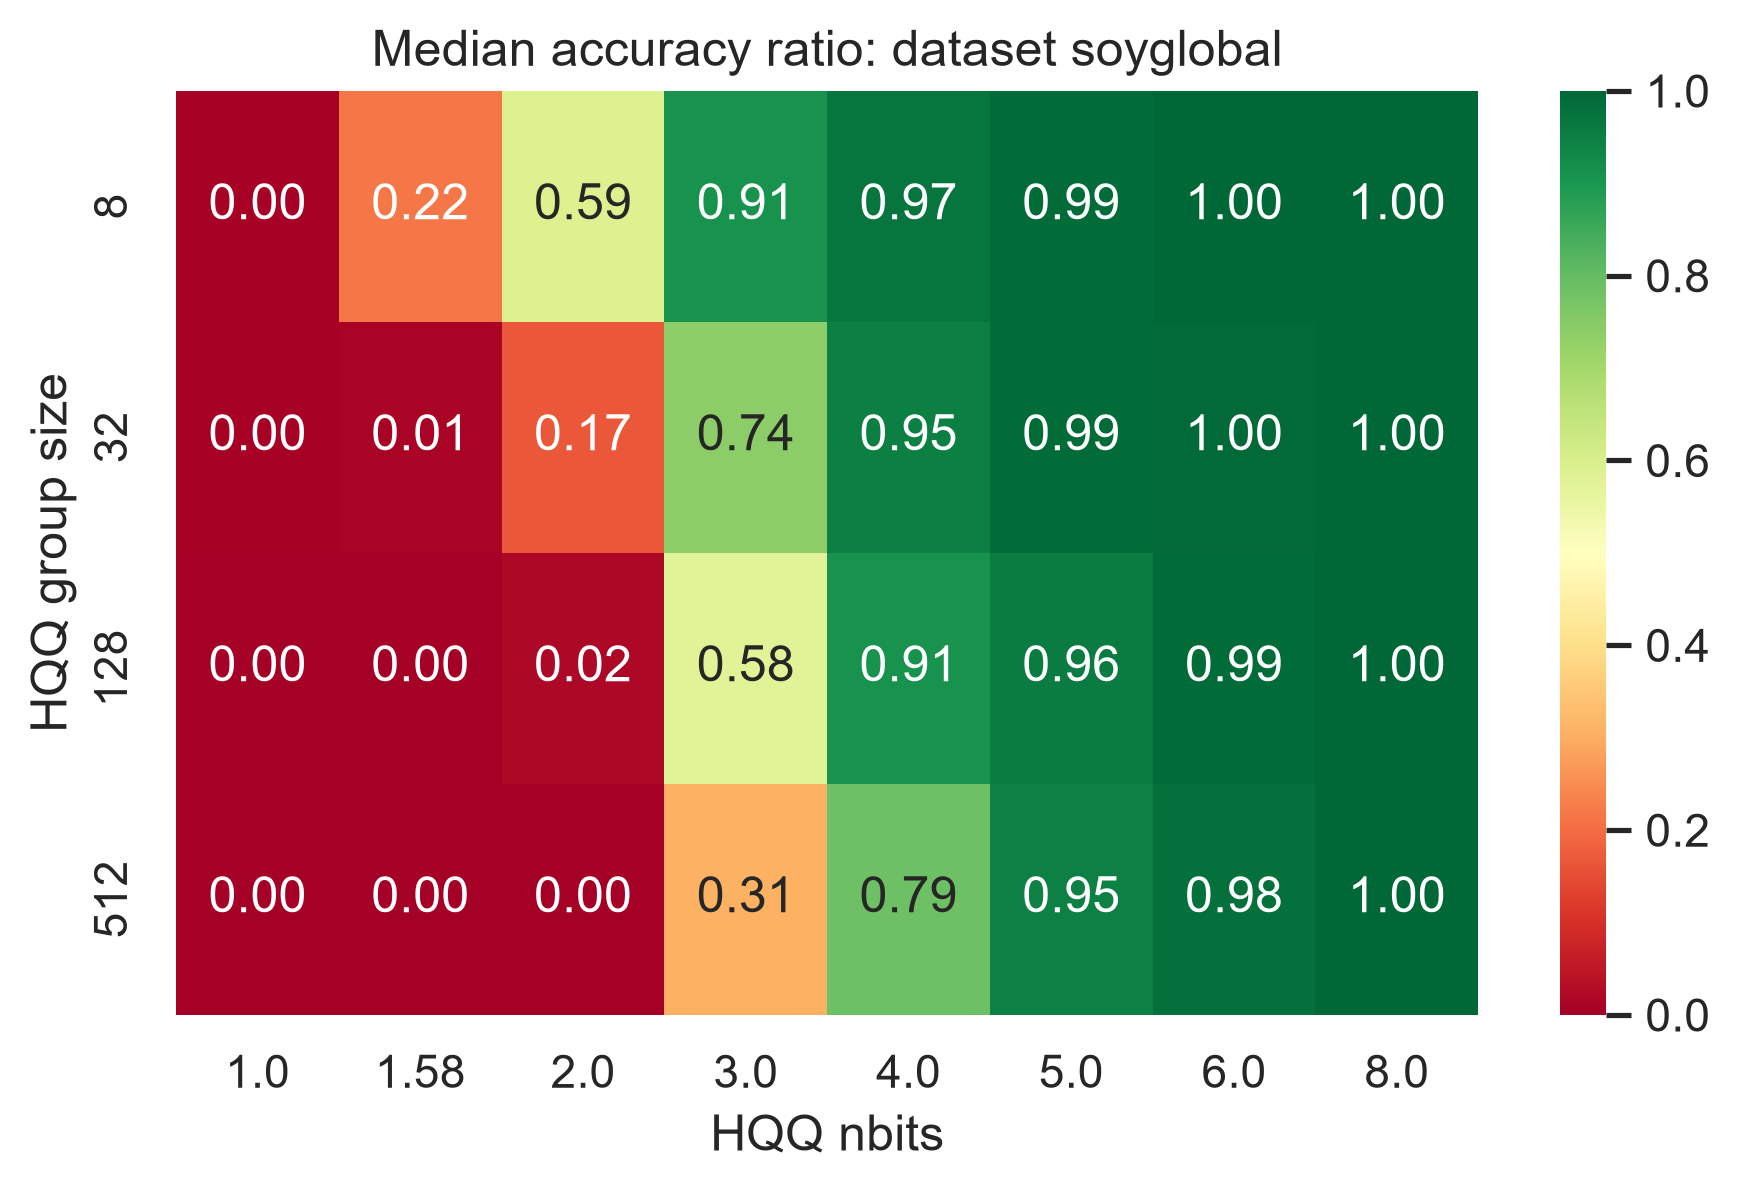 Median accuracy ratio: dataset soyglobal
8 0.00 0.22 0.59 0.91 0.97 0.99 1.00 1.00
32 0.00 0.01 0.17 0.74 0.95 0.99 1.00 1.00
128 0.00 0.00 0.02 0.58 0.91 0.96 0.99 1.00
512 0.00 0.00 0.00 0.31 0.79 0.95 0.98 1.00
1.0 1.58 2.0 3.0 4.0 5.0 6.0 8.0
HQQ nbits
HQQ group size
1.0
0.8
0.6
0.4
0.2
0.0